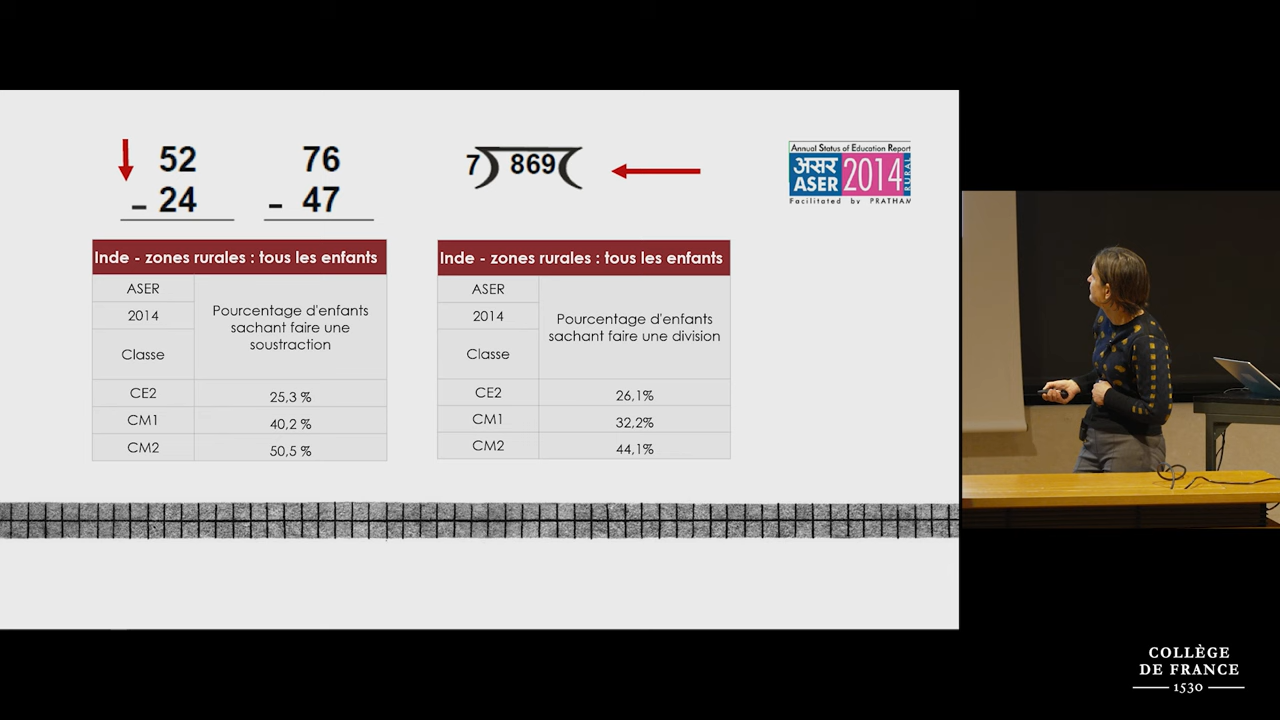 52
– 24
76
– 47
7) 869(
Annual Status of Education Report
असर
ASER
2014
RURAL
Facilitated by PRATHAM
Inde - zones rurales : tous les enfants
ASER
2014
Classe
Pourcentage d'enfants
sachant faire une
soustraction
CE2 25,3 %
CM1 40,2 %
CM2 50,5 %
Inde - zones rurales : tous les enfants
ASER
2014
Classe
Pourcentage d'enfants
sachant faire une division
CE2 26,1%
CM1 32,2%
CM2 44,1%
COLLÈGE
DE FRANCE
1530